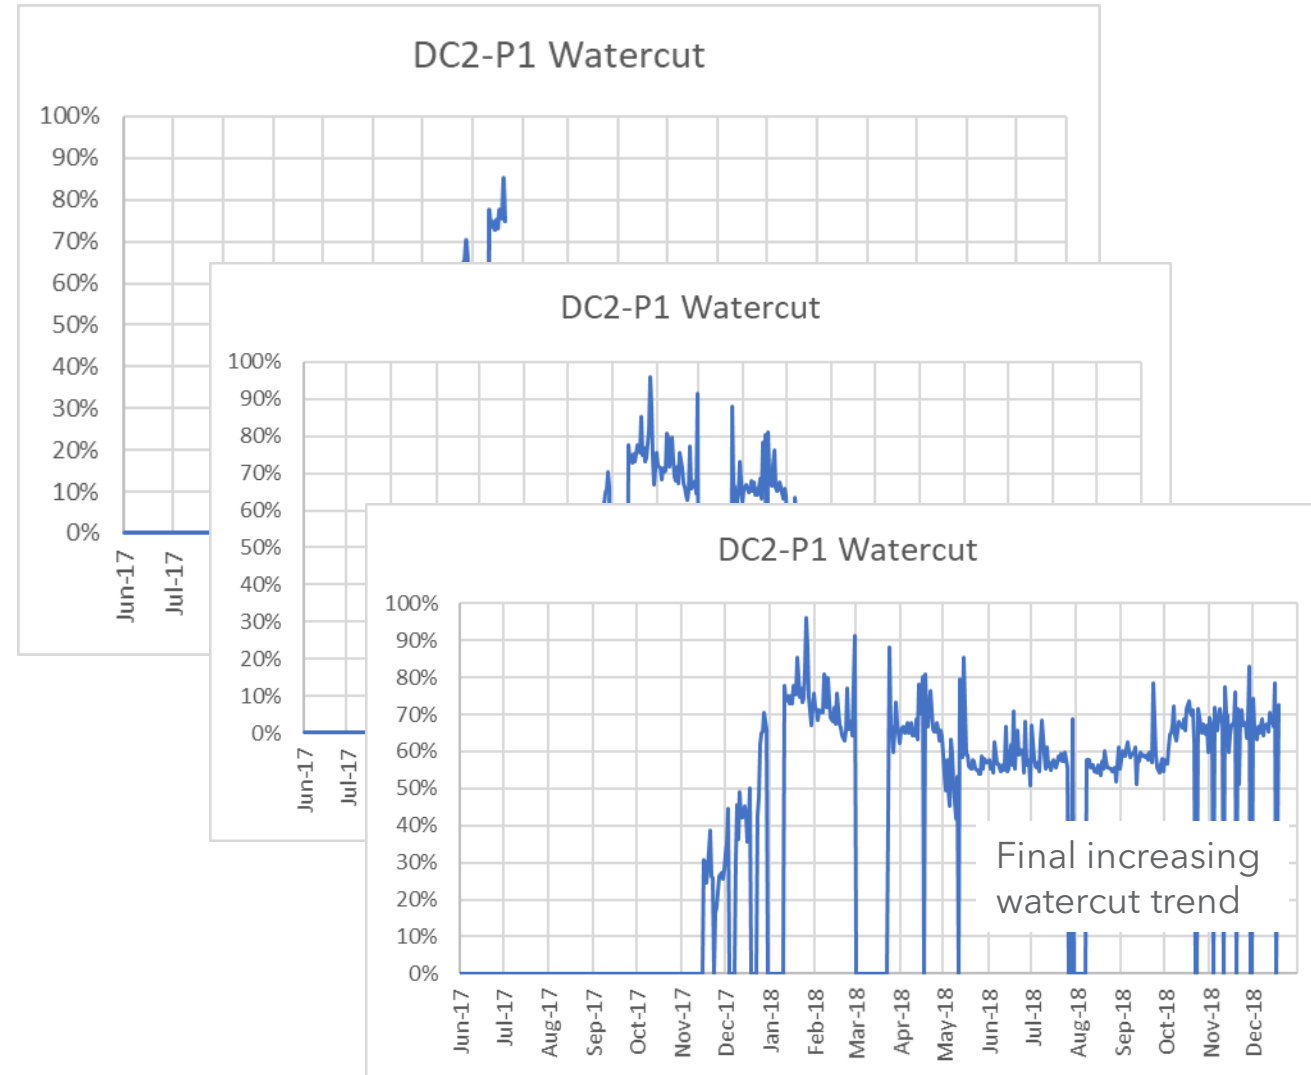 DC2-P1 Watercut
100%
90%
80%
70%
60%
50%
40%
30%
20%
10%
0%
Jun-17
Jul-17
DC2-P1 Watercut
100%
90%
80%
70%
60%
50%
40%
30%
20%
10%
0%
Jun-17
Jul-17
DC2-P1 Watercut
100%
90%
80%
70%
60%
50%
40%
30%
20%
10%
0%
Final increasing
watercut trend
Jun-17
Jul-17
Aug-17
Sep-17
Oct-17
Nov-17
Dec-17
Jan-18
Feb-18
Mar-18
Apr-18
May-18
Jun-18
Jul-18
Aug-18
Sep-18
Oct-18
Nov-18
Dec-18